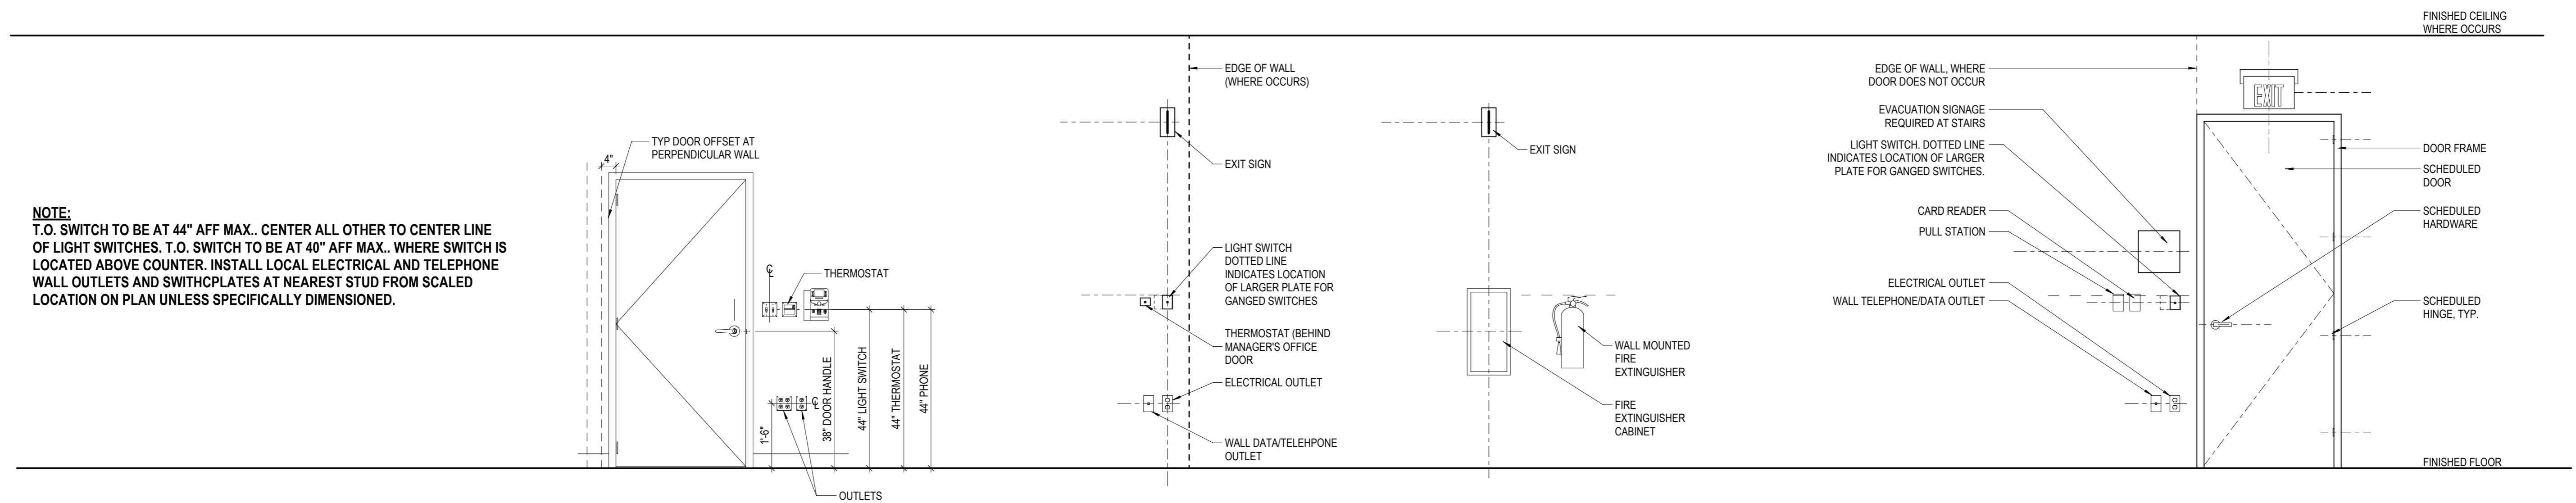 NOTE:
T.O. SWITCH TO BE AT 44" AFF MAX.. CENTER ALL OTHER TO CENTER LINE
OF LIGHT SWITCHES. T.O. SWITCH TO BE AT 40" AFF MAX.. WHERE SWITCH IS
LOCATED ABOVE COUNTER. INSTALL LOCAL ELECTRICAL AND TELEPHONE
WALL OUTLETS AND SWITHCPLATES AT NEAREST STUD FROM SCALED
LOCATION ON PLAN UNLESS SPECIFICALLY DIMENSIONED.
4"
TYP DOOR OFFSET AT
PERPENDICULAR WALL
THERMOSTAT
1'-6"
38" DOOR HANDLE
44" LIGHT SWITCH
44" THERMOSTAT
44" PHONE
OUTLETS
EDGE OF WALL
(WHERE OCCURS)
EXIT SIGN
LIGHT SWITCH
DOTTED LINE
INDICATES LOCATION
OF LARGER PLATE FOR
GANGED SWITCHES
THERMOSTAT (BEHIND
MANAGER'S OFFICE
DOOR
ELECTRICAL OUTLET
WALL DATA/TELEHPONE
OUTLET
EXIT SIGN
WALL MOUNTED
FIRE
EXTINGUISHER
FIRE
EXTINGUISHER
CABINET
EDGE OF WALL, WHERE
DOOR DOES NOT OCCUR
EVACUATION SIGNAGE
REQUIRED AT STAIRS
LIGHT SWITCH. DOTTED LINE
INDICATES LOCATION OF LARGER
PLATE FOR GANGED SWITCHES.
CARD READER
PULL STATION
ELECTRICAL OUTLET
WALL TELEPHONE/DATA OUTLET
EXIT
FINISHED CEILING
WHERE OCCURS
DOOR FRAME
SCHEDULED
DOOR
SCHEDULED
HARDWARE
SCHEDULED
HINGE, TYP.
FINISHED FLOOR